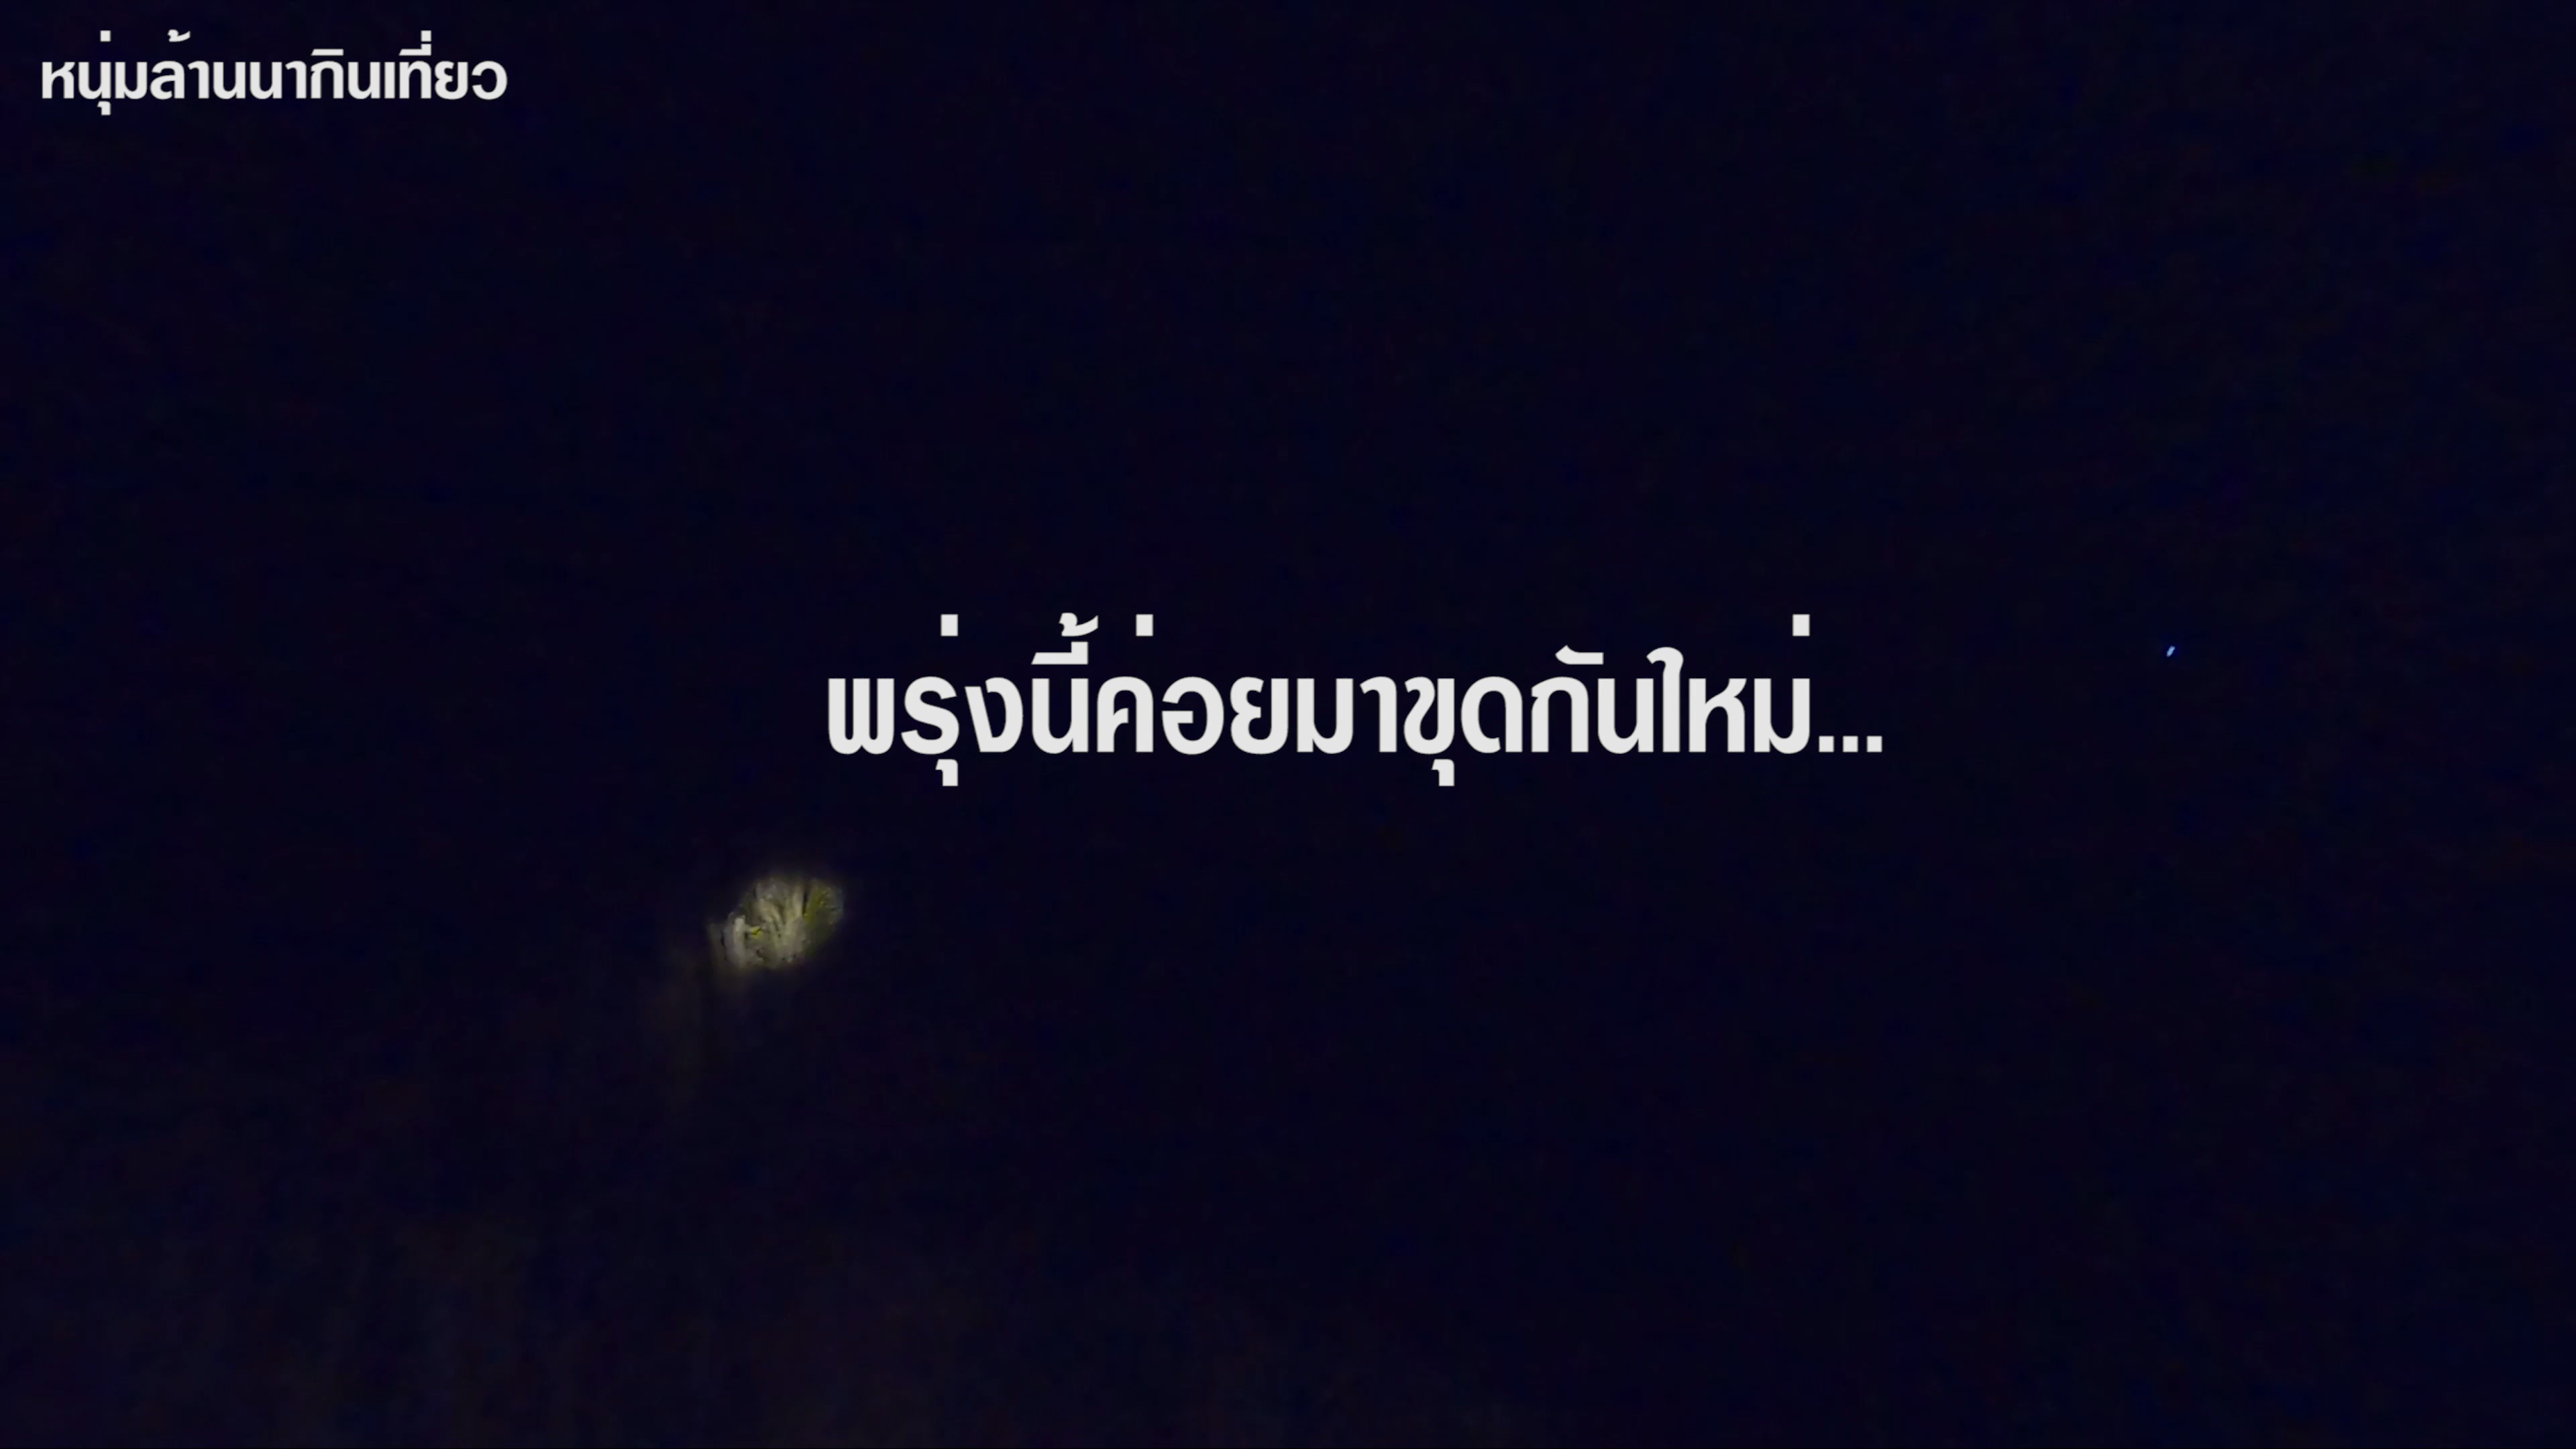 หนุ่มล้านนากินเที่ยว
พรุ่งนี้ค่อยมาขุดกันใหม่...